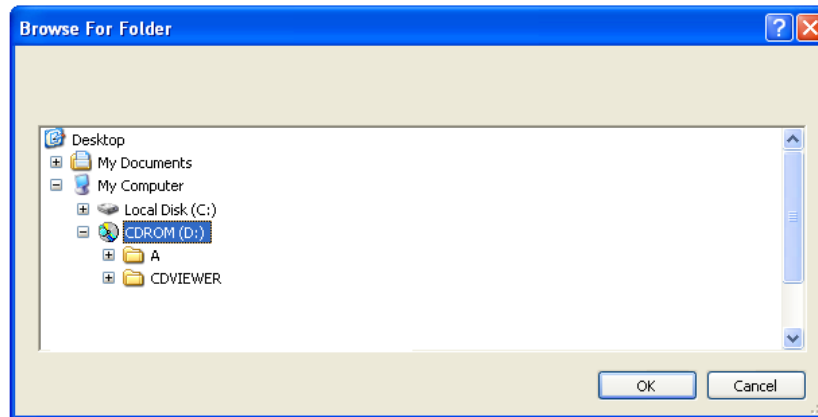 Browse For Folder
Desktop
My Documents
My Computer
Local Disk (C:)
CDROM (D:)
A
CDVIEWER
OK Cancel